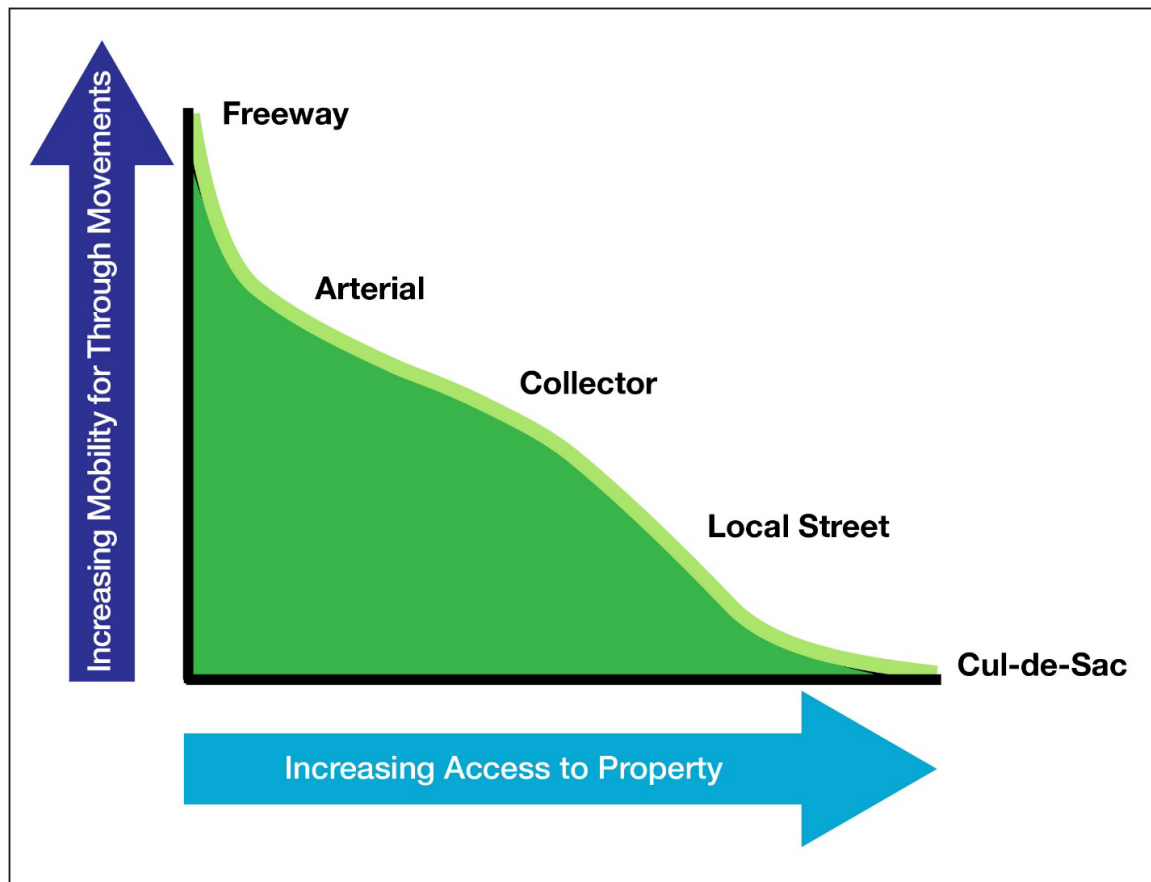 Increasing Mobility for Through Movements
Freeway
Arterial
Collector
Local Street
Cul-de-Sac
Increasing Access to Property